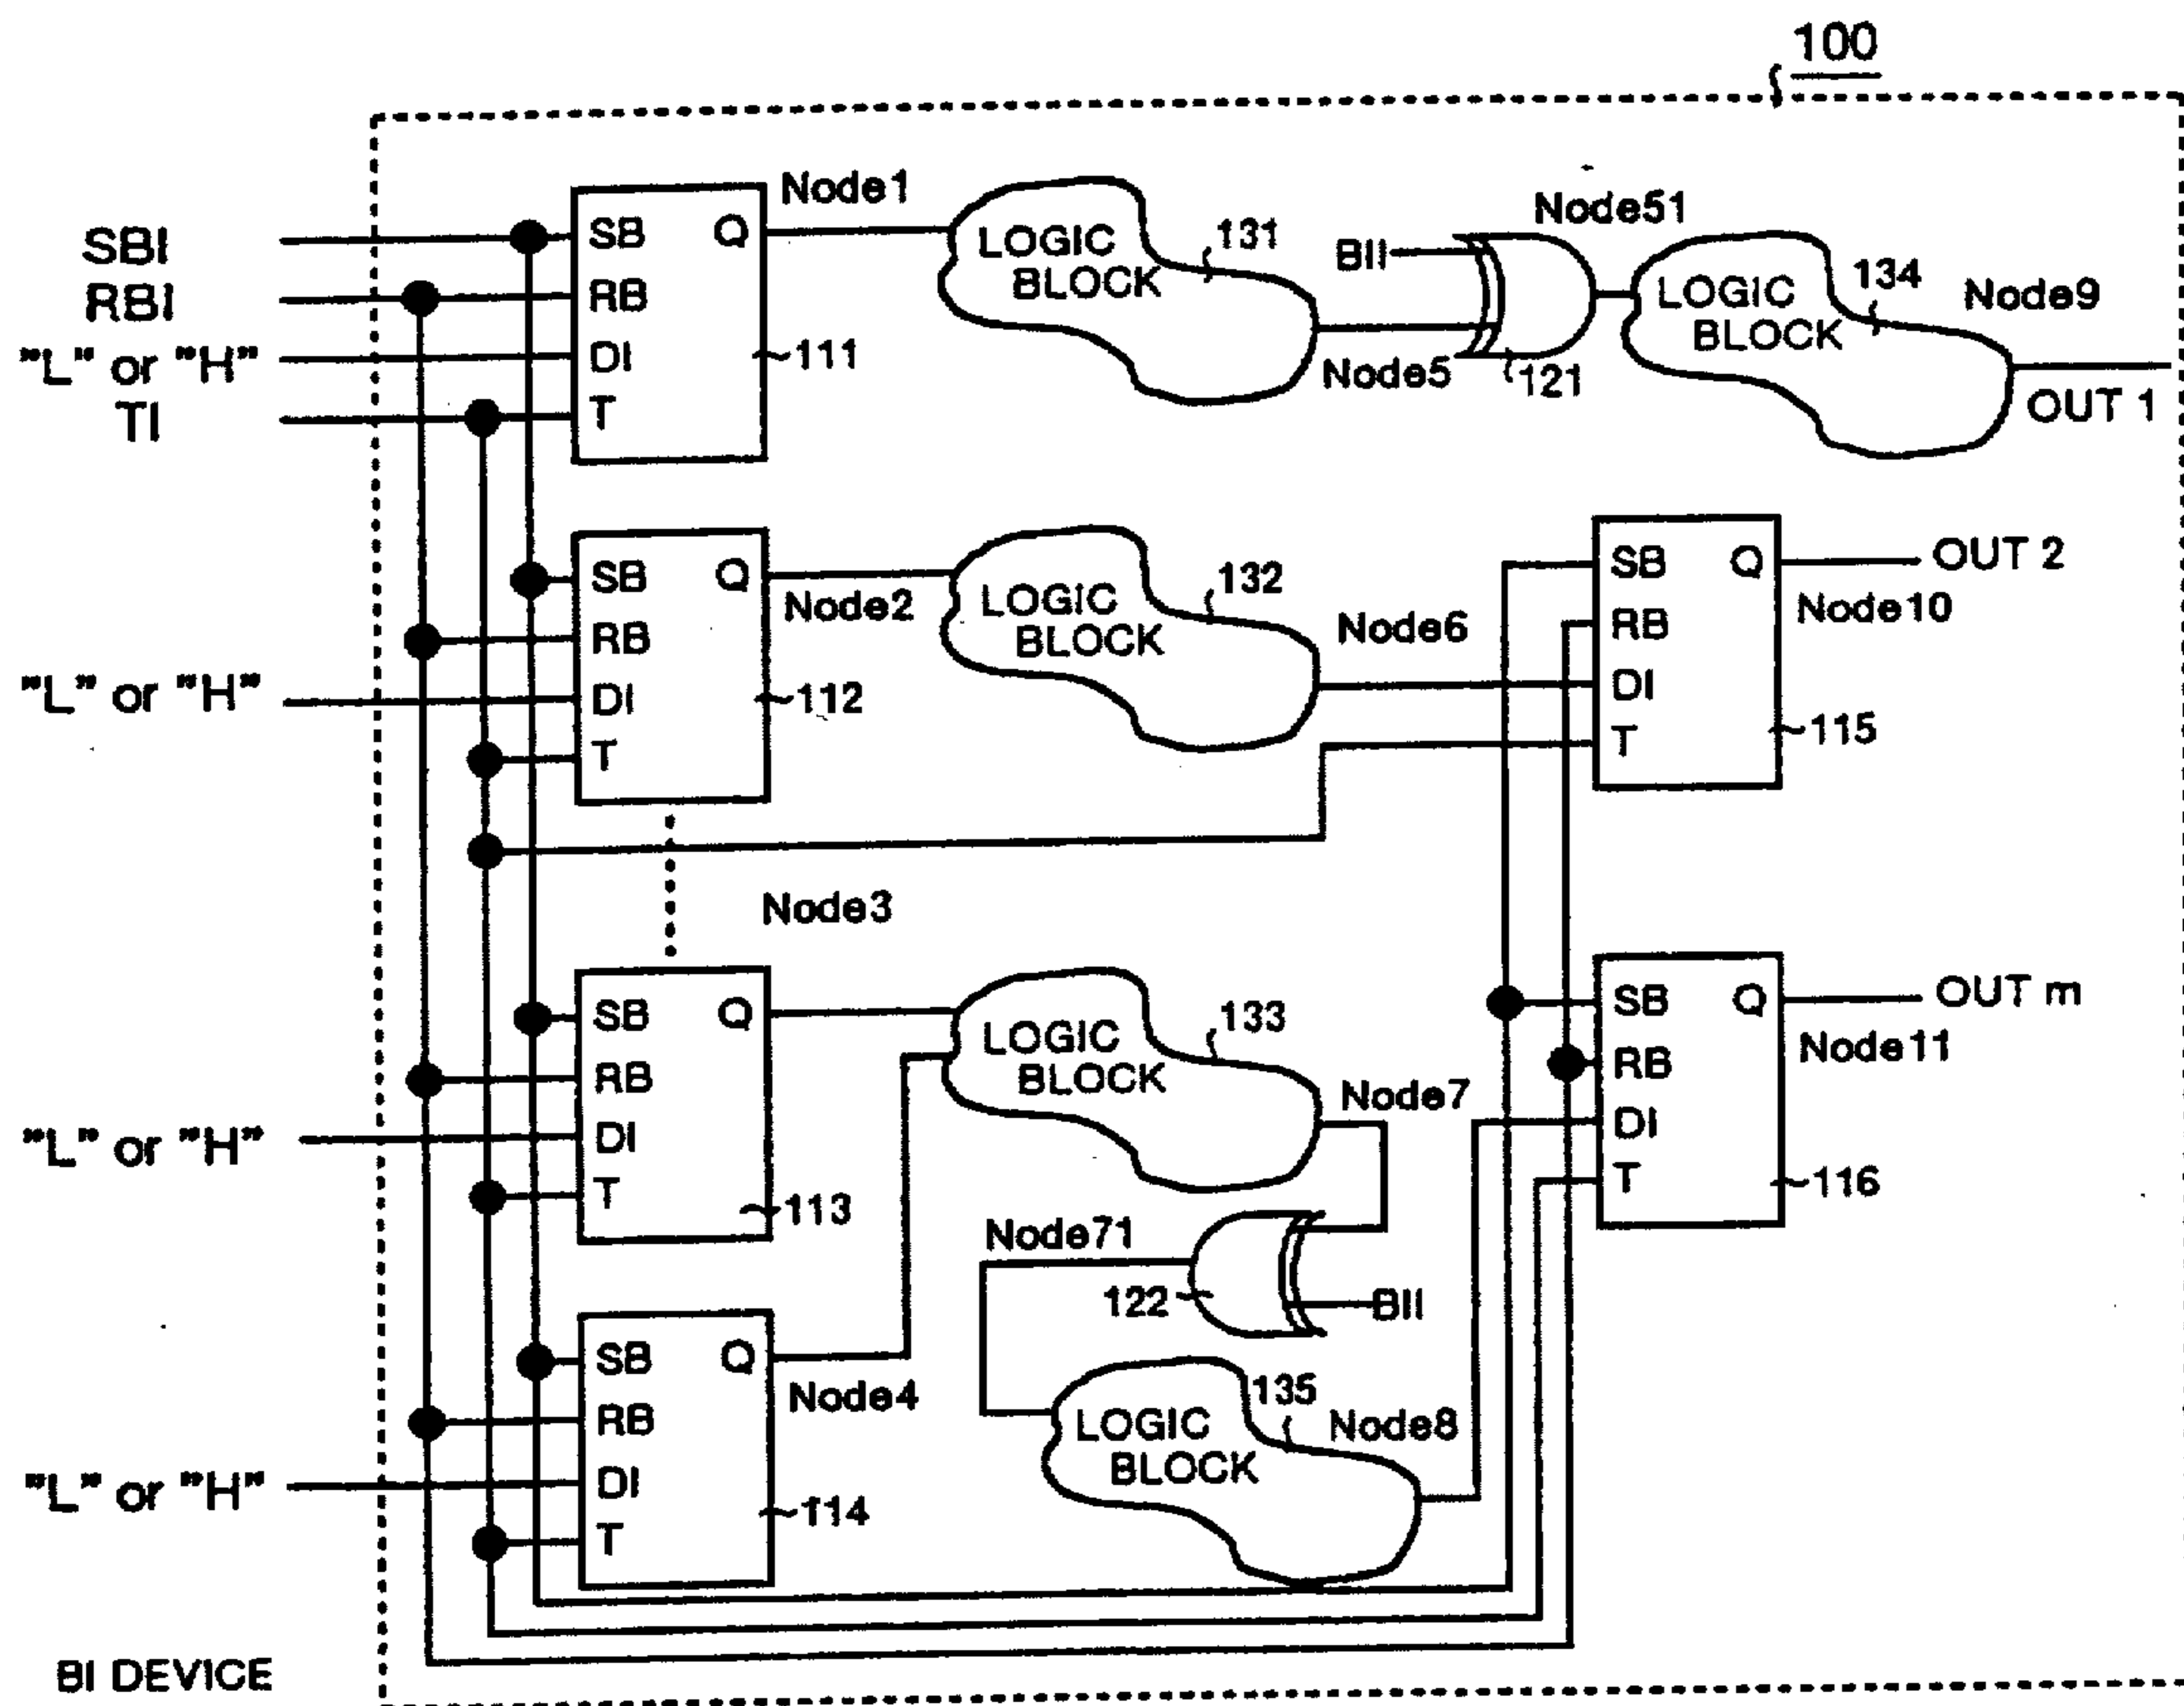 100
SBI
RBI
"L" or "H"
TI
SB Q
RB
DI
T
111
Node1
LOGIC
BLOCK
131
Node5
BII
Node51
121
LOGIC
BLOCK
134
Node9
OUT 1
"L" or "H"
SB Q
RB
DI
T
112
Node2
LOGIC
BLOCK
132
Node6
SB Q
RB
DI
T
115
OUT 2
Node10
Node3
"L" or "H"
SB Q
RB
DI
T
113
LOGIC
BLOCK
133
Node7
SB Q
RB
DI
T
116
OUT m
Node11
Node71
122
BII
"L" or "H"
SB Q
RB
DI
T
114
Node4
LOGIC
BLOCK
135
Node8
BI DEVICE